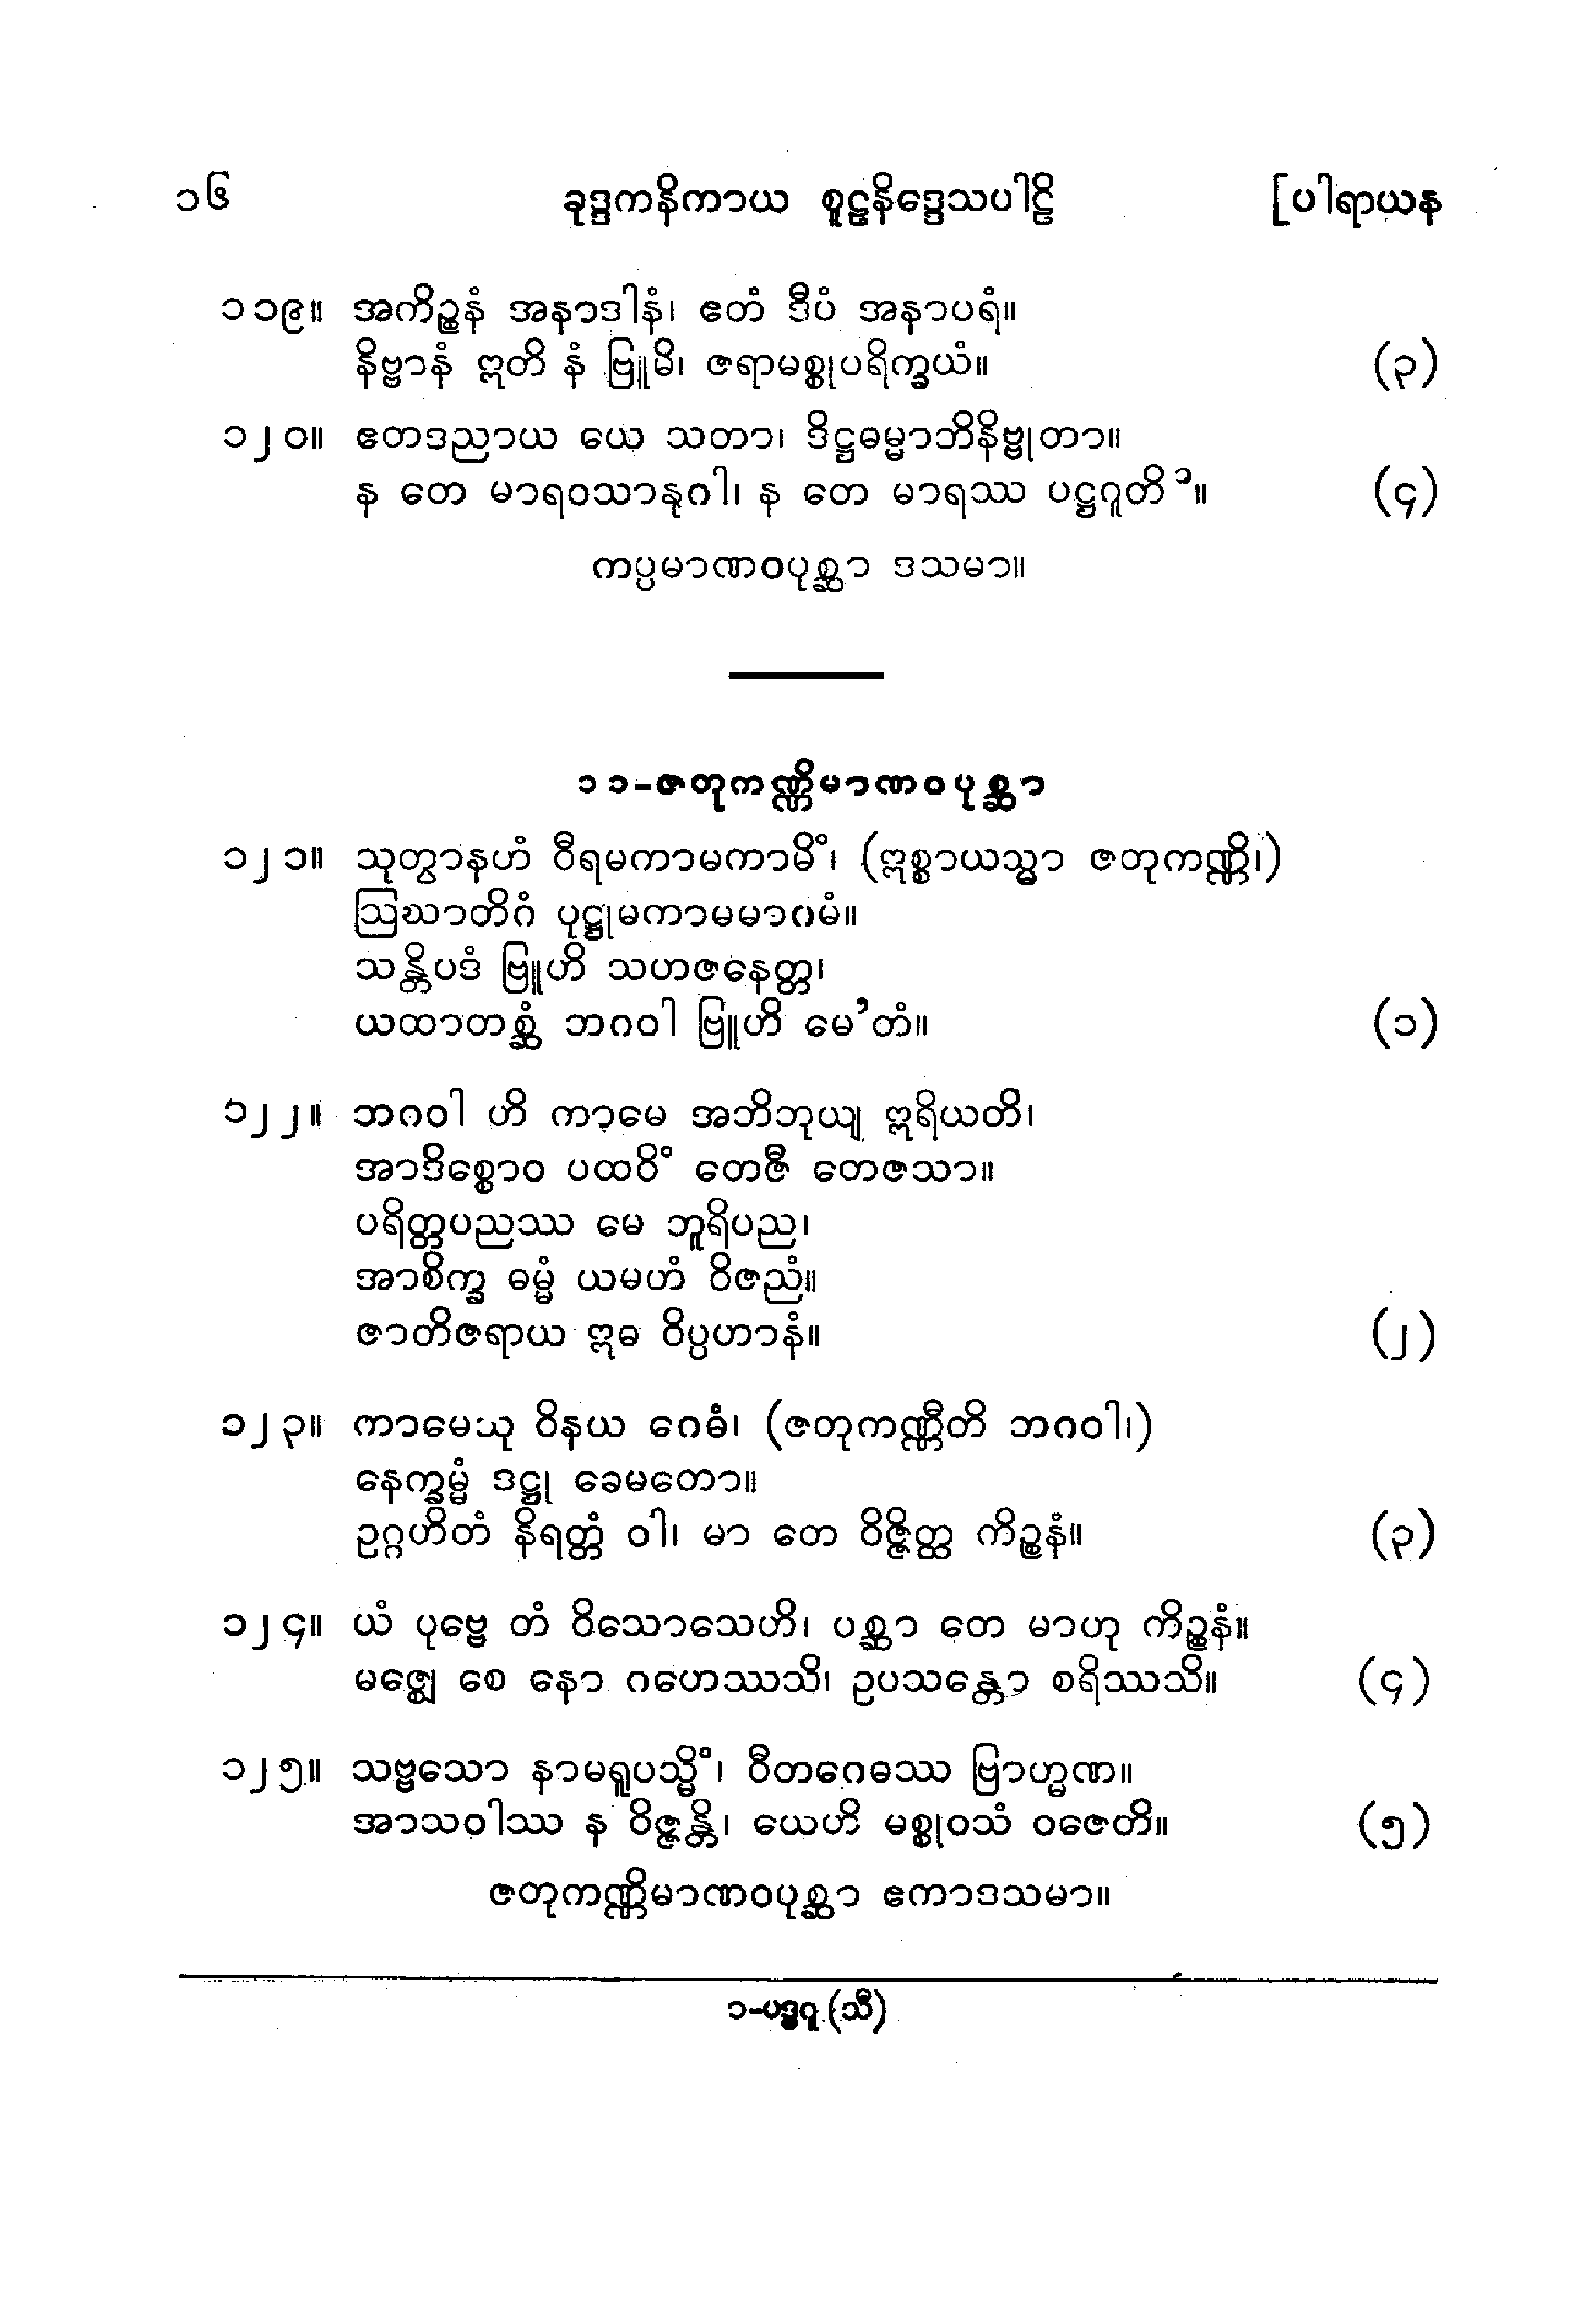 ၁၆ ခုဒ္ဒကနိကာယ စူဠနိဒ္ဒေသပါဠိ [ပါရာယန
၁၁၉။ အကိဉ္စနံ အနာဒါနံ၊ ဧတံ ဒီပံ အနာပရံ။
နိဗ္ဗာနံ ဣတိ နံ ဗြူမိ၊ ဇရာမစ္စုပရိက္ခယံ။ (၃)
၁၂၀။ ဧတဒညာယ ယေ သတာ၊ ဒိဋ္ဌဓမ္မာဘိနိဗ္ဗုတာ။
န တေ မာရဝသာနုဂါ၊ န တေ မာရဿ ပဋ္ဌဂူတိ ၁။ (၄)
ကပ္ပမာဏဝပုစ္ဆာ ဒသမာ။
၁၁-ဇတုကဏ္ဏိမာဏဝပုစ္ဆာ
၁၂၁။ သုတွာနဟံ ဝီရမကာမကာမိံ၊ (ဣစ္စာယသ္မာ ဇတုကဏ္ဏိ၊)
ဩဃာတိဂံ ပုဋ္ဌုမကာမမာဂမံ။
သန္တိပဒံ ဗြူဟိ သဟဇနေတ္တ၊
ယထာတစ္ဆံ ဘဂဝါ ဗြူဟိ မေ’တံ။ (၁)
၁၂၂။ ဘဂဝါ ဟိ ကာမေ အဘိဘုယျ ဣရိယတိ၊
အာဒိစ္စောဝ ပထဝိံ တေဇီ တေဇသာ။
ပရိတ္တပညဿ မေ ဘူရိပည၊
အာစိက္ခ ဓမ္မံ ယမဟံ ဝိဇညံ။
ဇာတိဇရာယ ဣဓ ဝိပ္ပဟာနံ။ (၂)
၁၂၃။ ကာမေသု ဝိနယ ဂေဓံ၊ (ဇတုကဏ္ဏီတိ ဘဂဝါ၊)
နေက္ခမ္မံ ဒဋ္ဌု ခေမတော။
ဥဂ္ဂဟိတံ နိရတ္တံ ဝါ၊ မာ တေ ဝိဇ္ဇိတ္ထ ကိဉ္စနံ။ (၃)
၁၂၄။ ယံ ပုဗ္ဗေ တံ ဝိသောသေဟိ၊ ပစ္ဆာ တေ မာဟု ကိဉ္စနံ။
မဇ္ဈေ စေ နော ဂဟေဿသိ၊ ဥပသန္တော စရိဿသိ။ (၄)
၁၂၅။ သဗ္ဗသော နာမရူပသ္မိံ၊ ဝီတဂေဓဿ ဗြာဟ္မဏ။
အာသဝါဿ န ဝိဇ္ဇန္တိ၊ ယေဟိ မစ္စုဝသံ ဝဇေတိ။ (၅)
ဇတုကဏ္ဏိမာဏဝပုစ္ဆာ ဧကာဒသမာ။
၁-ပဒ္ဓဂူ (သီ)